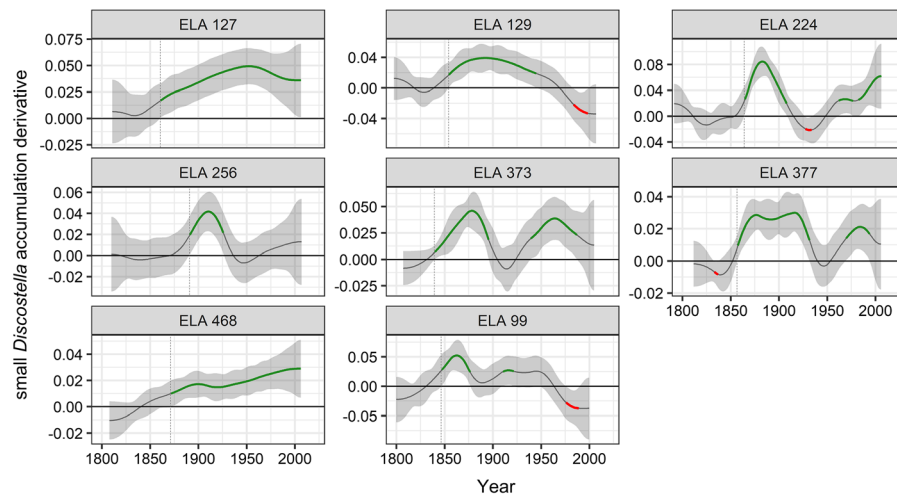 small Discostella accumulation derivative
ELA 127
0.075
0.050
0.025
0.000
-0.025
ELA 129
0.04
0.00
-0.04
ELA 224
0.08
0.04
0.00
-0.04
ELA 256
0.06
0.04
0.02
0.00
-0.02
ELA 373
0.050
0.025
0.000
-0.025
ELA 377
0.04
0.02
0.00
-0.02
1800 1850 1900 1950 2000
ELA 468
0.04
0.02
0.00
-0.02
1800 1850 1900 1950 2000
ELA 99
0.05
0.00
-0.05
1800 1850 1900 1950 2000
Year